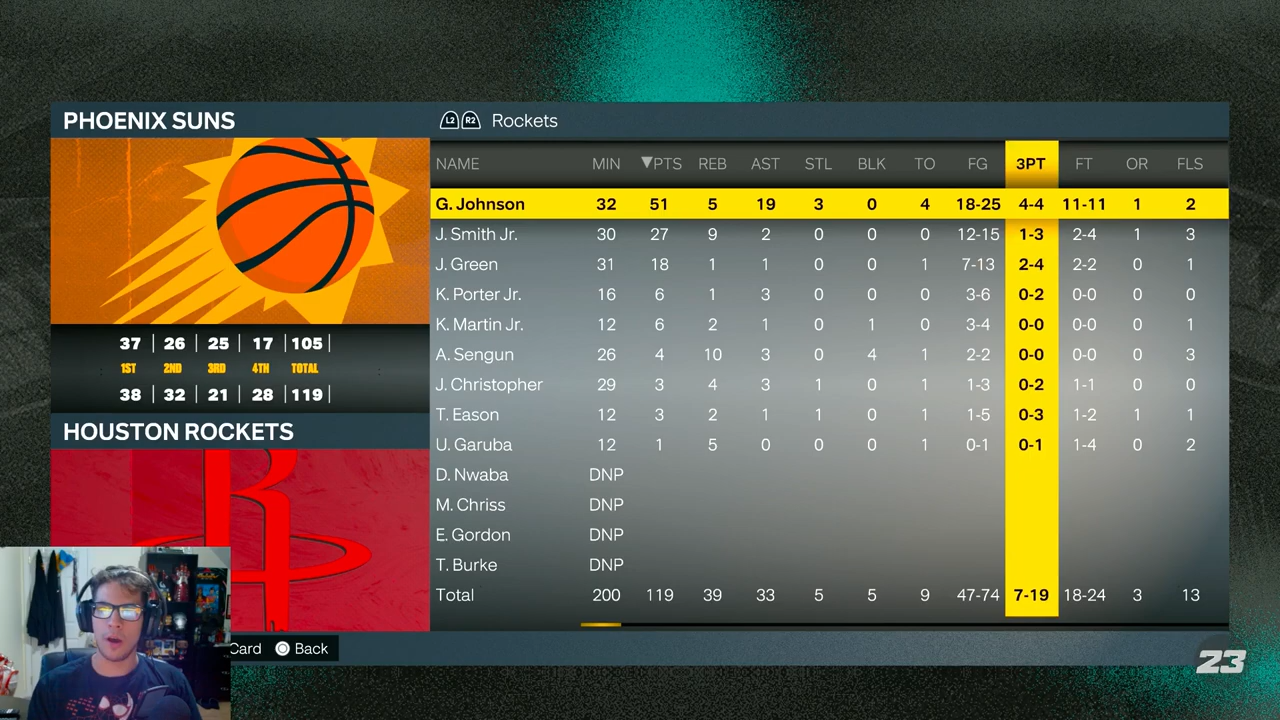 PHOENIX SUNS
37 | 26 | 25 | 17 |105|
1ST 2ND 3RD 4TH TOTAL
38 | 32 | 21 | 28 |119|
HOUSTON ROCKETS
Card Back
L2 R2 Rockets
NAME MIN ▼PTS REB AST STL BLK TO FG 3PT FT OR FLS
G. Johnson 32 51 5 19 3 0 4 18-25 4-4 11-11 1 2
J. Smith Jr. 30 27 9 2 0 0 0 12-15 1-3 2-4 1 3
J. Green 31 18 1 1 0 0 1 7-13 2-4 2-2 0 1
K. Porter Jr. 16 6 1 3 0 0 0 3-6 0-2 0-0 0 0
K. Martin Jr. 12 6 2 1 0 1 0 3-4 0-0 0-0 0 1
A. Sengun 26 4 10 3 0 4 1 2-2 0-0 0-0 0 3
J. Christopher 29 3 4 3 1 0 1 1-3 0-2 1-1 0 0
T. Eason 12 3 2 1 1 0 1 1-5 0-3 1-2 1 1
U. Garuba 12 1 5 0 0 0 1 0-1 0-1 1-4 0 2
D. Nwaba DNP
M. Chriss DNP
E. Gordon DNP
T. Burke DNP
Total 200 119 39 33 5 5 9 47-74 7-19 18-24 3 13
23